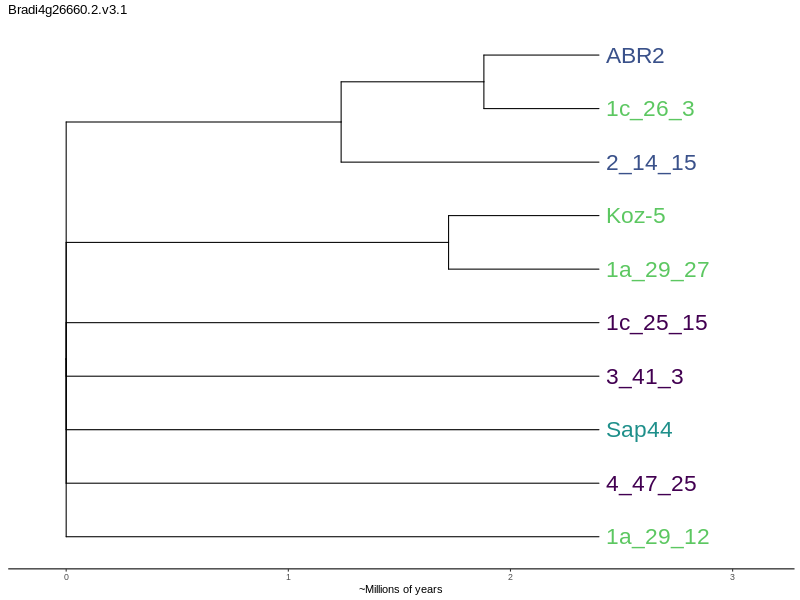 Bradi4g26660.2.v3.1
ABR2
1c_26_3
2_14_15
Koz-5
1a_29_27
1c_25_15
3_41_3
Sap44
4_47_25
1a_29_12
0 1 2 3
~Millions of years